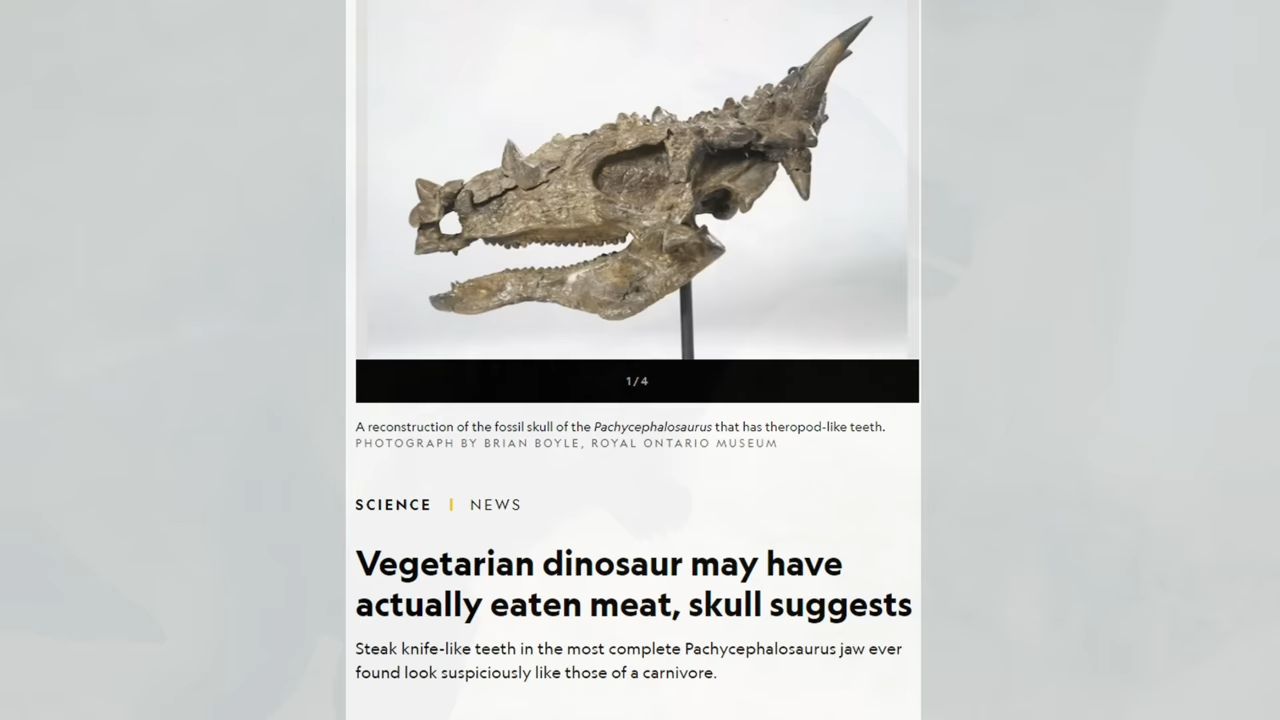 1/4
A reconstruction of the fossil skull of the Pachycephalosaurus that has theropod-like teeth.
PHOTOGRAPH BY BRIAN BOYLE, ROYAL ONTARIO MUSEUM
SCIENCE | NEWS
Vegetarian dinosaur may have
actually eaten meat, skull suggests
Steak knife-like teeth in the most complete Pachycephalosaurus jaw ever
found look suspiciously like those of a carnivore.